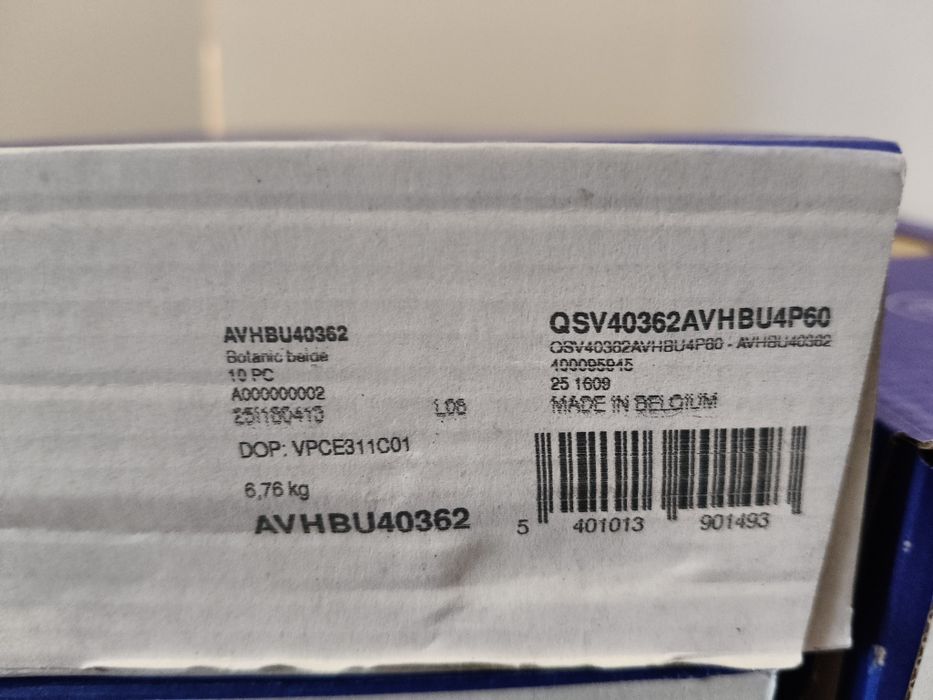 AVHBU40362
Botanic beige
10 PC
A000000002
L06
DOP: VPCE311C01
6,76 kg
AVHBU40362
QSV40362AVHBU4P60
QSV40362AVHBU4P60 - AVHBU40362
400095945
25 1609
MADE IN BELGIUM
5 401013 901493